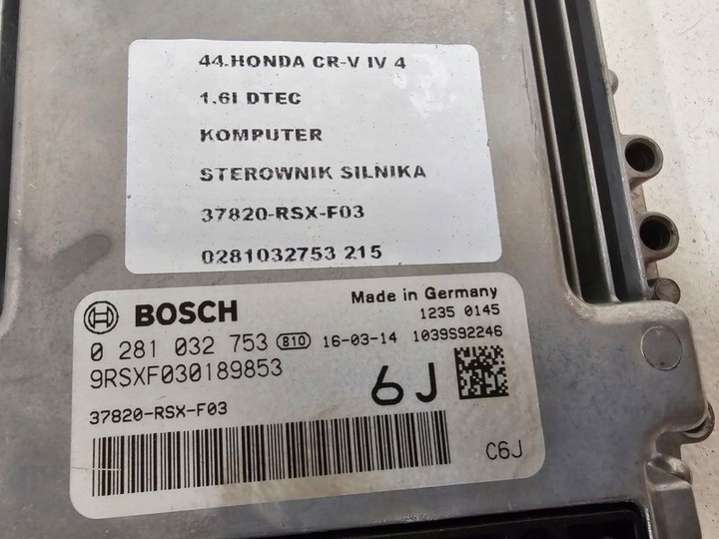 44.HONDA CR-V IV 4
1.6I DTEC
KOMPUTER
STEROWNIK SILNIKA
37820-RSX-F03
0281032753 215
BOSCH
Made in Germany
1235 0145
0 281 032 753 B10 16-03-14 1039S92246
9RSXF030189853
6J
37820-RSX-F03
C6J